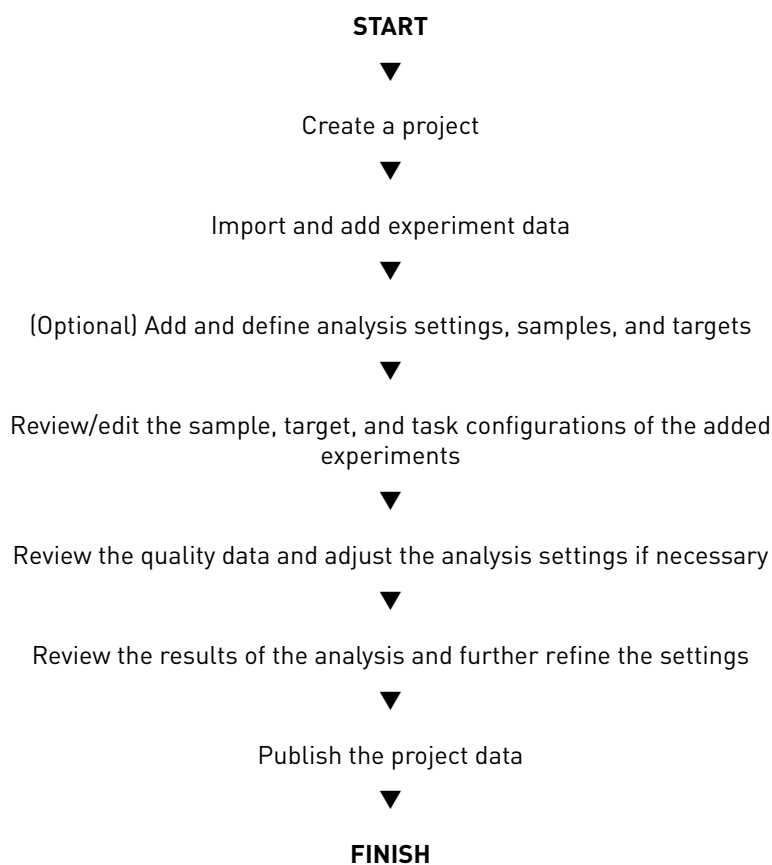 START
▼
Create a project
▼
Import and add experiment data
▼
(Optional) Add and define analysis settings, samples, and targets
▼
Review/edit the sample, target, and task configurations of the added
experiments
▼
Review the quality data and adjust the analysis settings if necessary
▼
Review the results of the analysis and further refine the settings
▼
Publish the project data
▼
FINISH